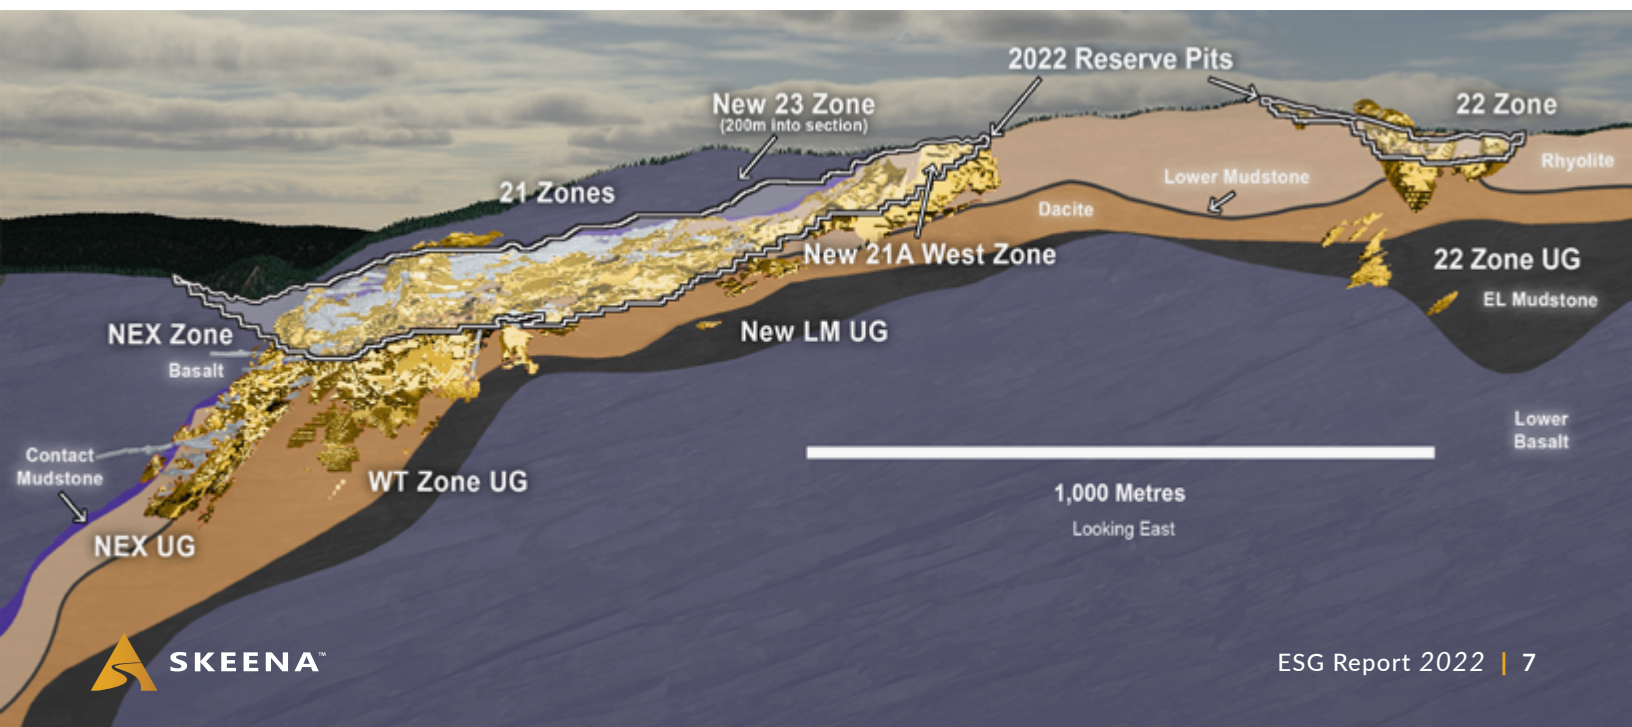 2022 Reserve Pits
New 23 Zone
(200m into section)
22 Zone
Rhyolite
Lower Mudstone
21 Zones
Dacite
New 21A West Zone
22 Zone UG
EL Mudstone
NEX Zone
New LM UG
Basalt
Lower
Basalt
Contact
Mudstone
WT Zone UG
1,000 Metres
Looking East
NEX UG
SKEENA™
ESG Report 2022 | 7